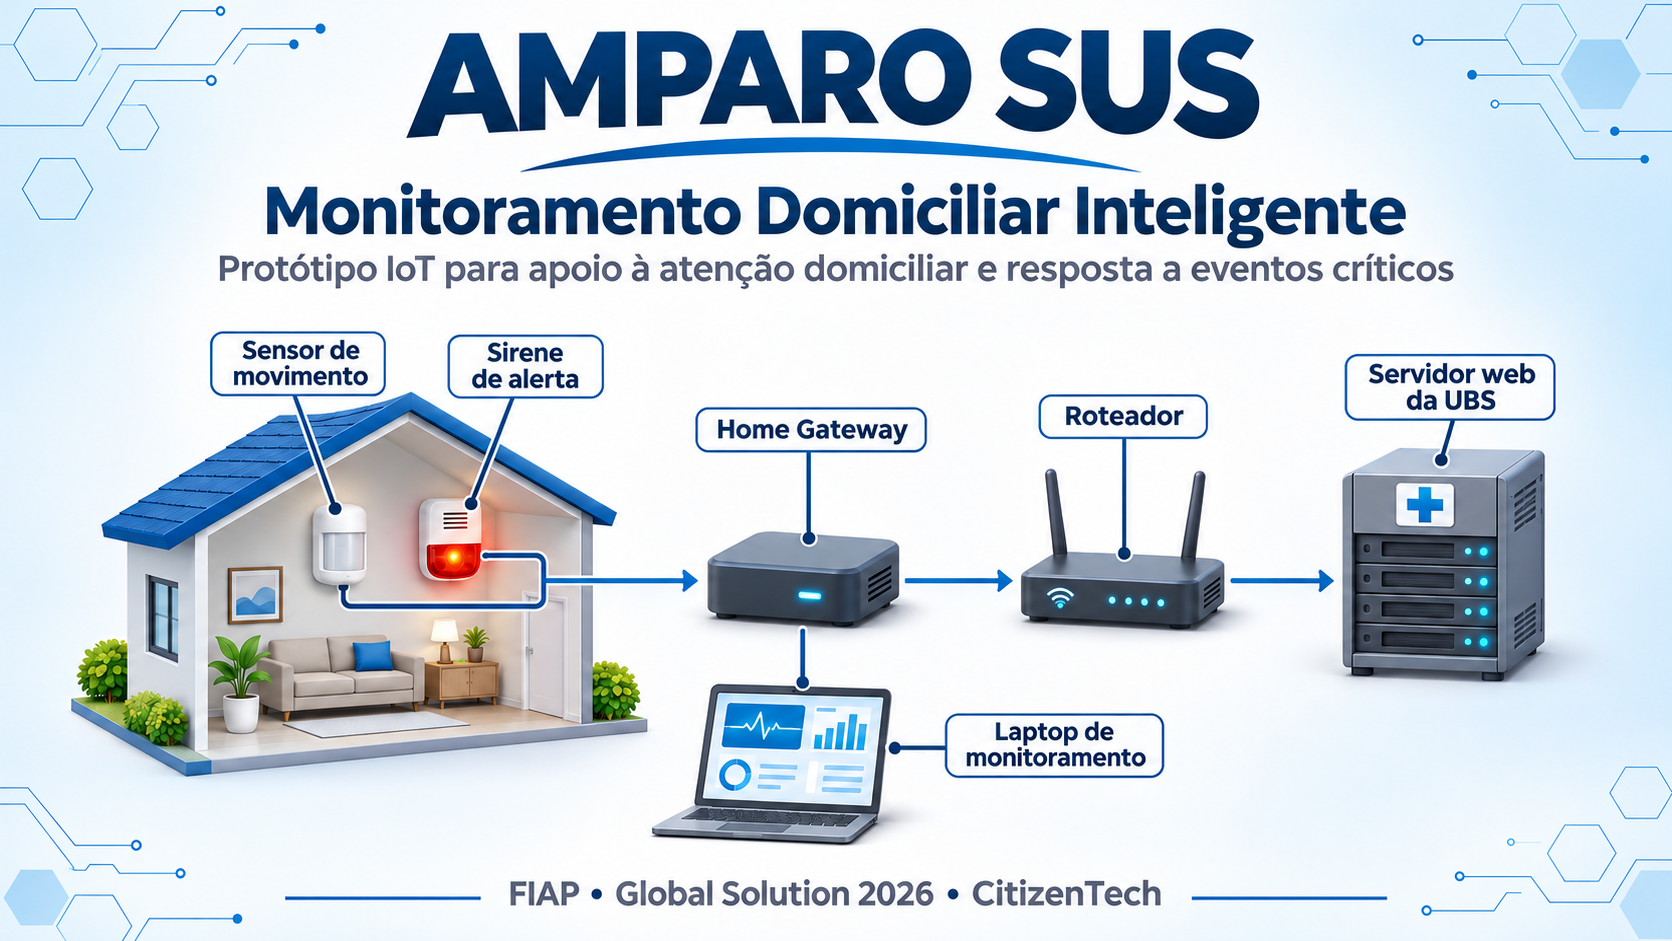 AMPARO SUS
Monitoramento Domiciliar Inteligente
Protótipo IoT para apoio à atenção domiciliar e resposta a eventos críticos
Sensor de
movimento
Sirene
de alerta
Home Gateway
Roteador
Servidor web
da UBS
Laptop de
monitoramento
FIAP • Global Solution 2026 • CitizenTech